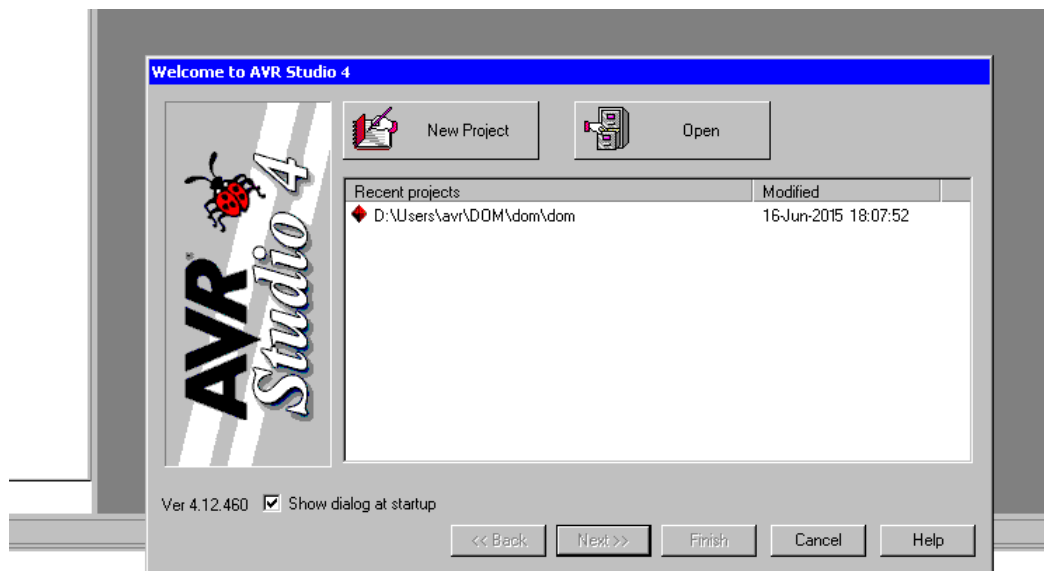 Welcome to AVR Studio 4
New Project
Open
AVR
Studio 4
Recent projects
Modified
D:\Users\avr\DOM\dom\dom
16-Jun-2015 18:07:52
Ver 4.12.460
Show dialog at startup
<< Back
Next >>
Finish
Cancel
Help